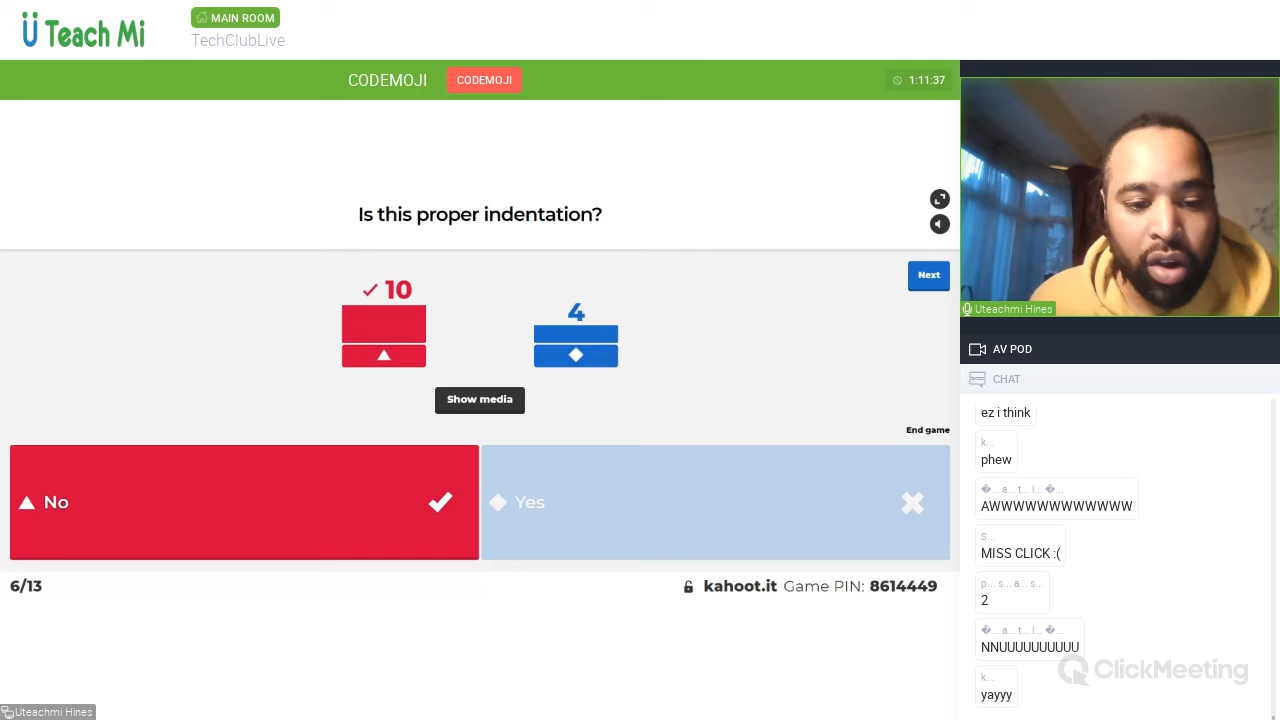 Ü Teach Mi
MAIN ROOM
TechClubLive
CODEMOJI
CODEMOJI
1:11:37
Is this proper indentation?
Next
10
4
Show media
End game
No
Yes
6/13
kahoot.it Game PIN: 8614449
Uteachmi Hines
Uteachmi Hines
AV POD
CHAT
ez i think
k...
phew
�... a... t... i... �...
AWWWWWWWWWWWW
S...
MISS CLICK :(
p... s... a... s...
2
�... a... t... i... �...
NNUUUUUUUUUU
k...
yayyy
ClickMeeting